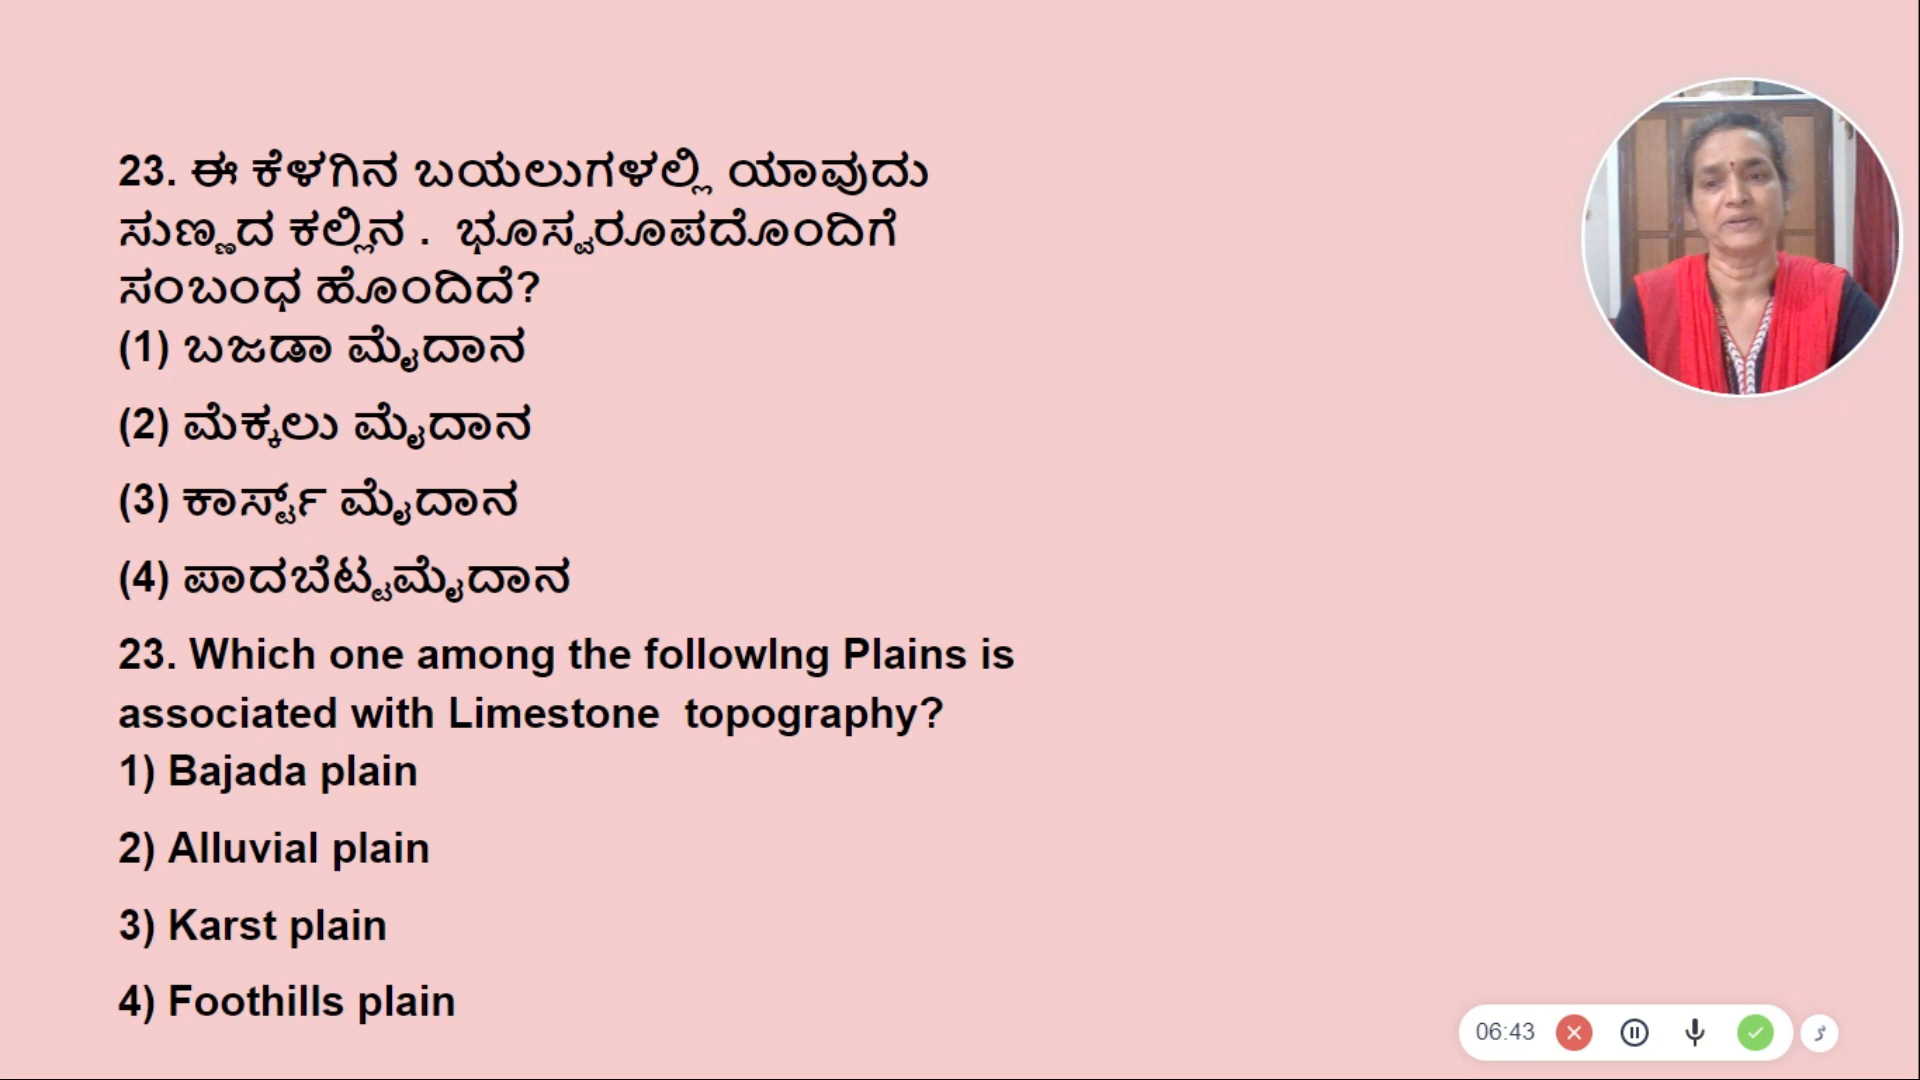 23. ಈ ಕೆಳಗಿನ ಬಯಲುಗಳಲ್ಲಿ ಯಾವುದು
ಸುಣ್ಣದ ಕಲ್ಲಿನ .  ಭೂಸ್ವರೂಪದೊಂದಿಗೆ
ಸಂಬಂಧ ಹೊಂದಿದೆ?
(1) ಬಜಡಾ ಮೈದಾನ
(2) ಮೆಕ್ಕಲು ಮೈದಾನ
(3) ಕಾರ್ಸ್ಟ್ ಮೈದಾನ
(4) ಪಾದಬೆಟ್ಟಮೈದಾನ
23. Which one among the followIng Plains is
associated with Limestone  topography?
1) Bajada plain
2) Alluvial plain
3) Karst plain
4) Foothills plain
06:43